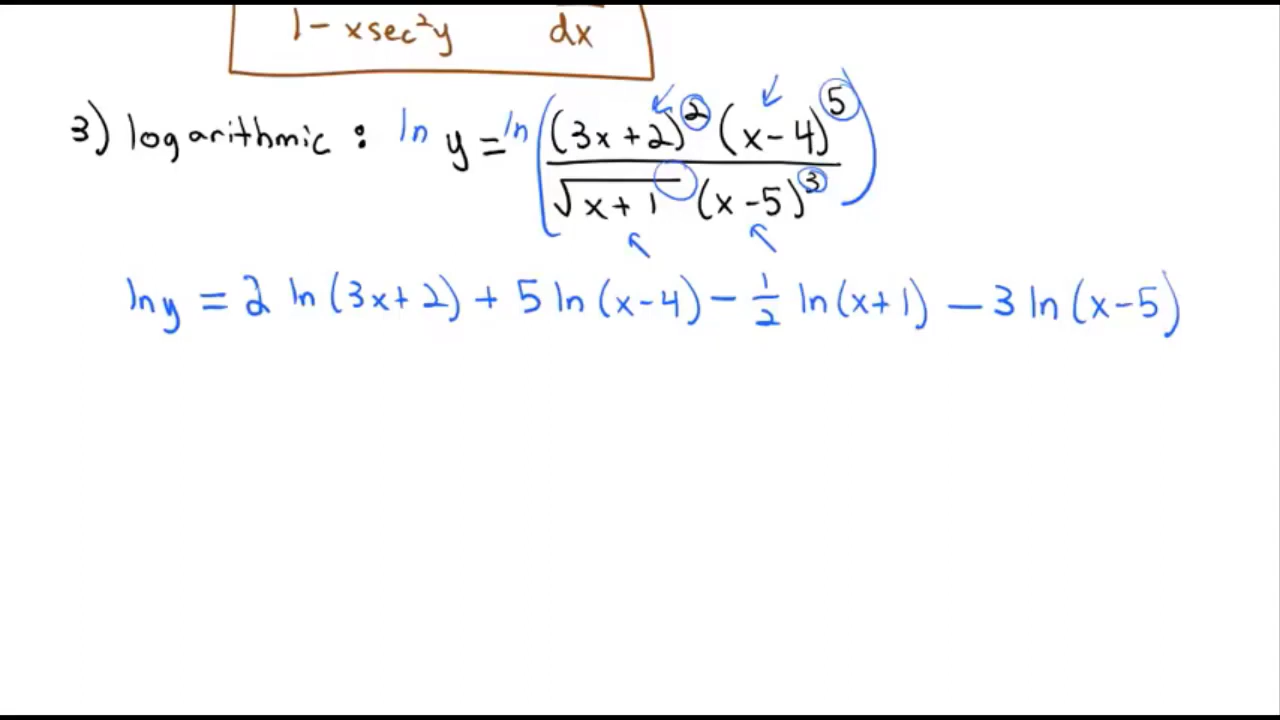 1 - xsec²y dx
3) logarithmic : ln y = ln ( (3x+2)² (x-4)⁵ / √x+1 (x-5)³ )
ln y = 2 ln(3x+2) + 5 ln(x-4) - 1/2 ln(x+1) - 3 ln(x-5)